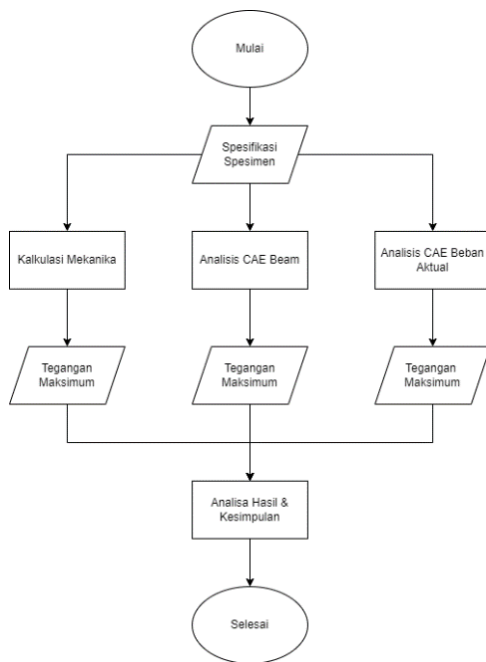 Mulai
Spesifikasi
Spesimen
Kalkulasi Mekanika
Analisis CAE Beam
Analisis CAE Beban
Aktual
Tegangan
Maksimum
Tegangan
Maksimum
Tegangan
Maksimum
Analisa Hasil &
Kesimpulan
Selesai